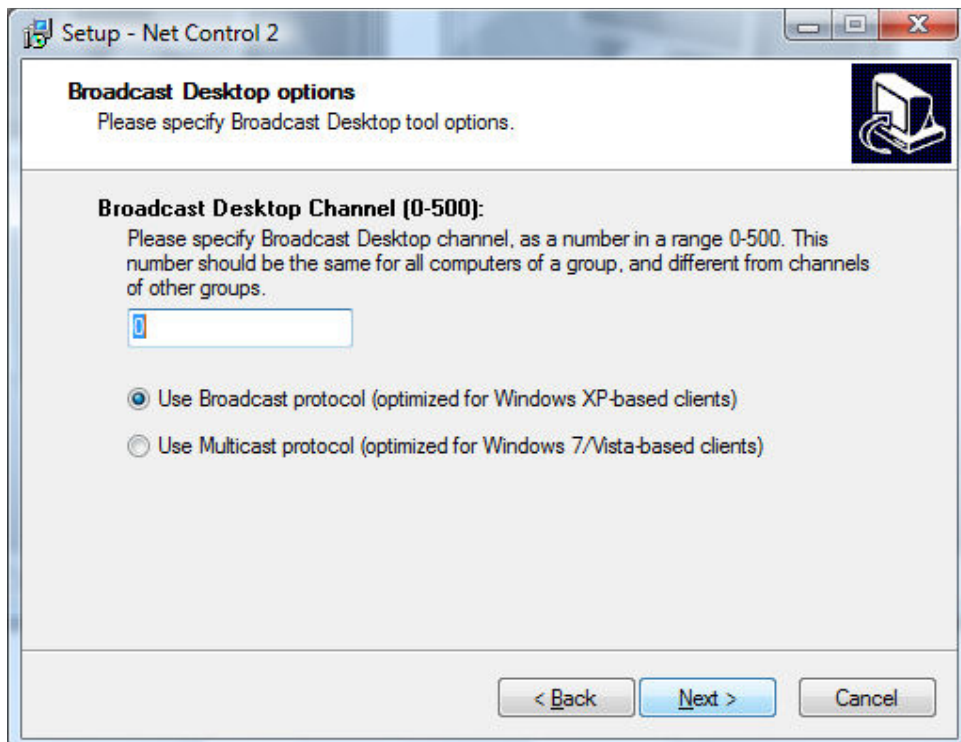 Setup - Net Control 2
Broadcast Desktop options
Please specify Broadcast Desktop tool options.
Broadcast Desktop Channel (0-500):
Please specify Broadcast Desktop channel, as a number in a range 0-500. This
number should be the same for all computers of a group, and different from channels
of other groups.
0
Use Broadcast protocol (optimized for Windows XP-based clients)
Use Multicast protocol (optimized for Windows 7/Vista-based clients)
< Back
Next >
Cancel